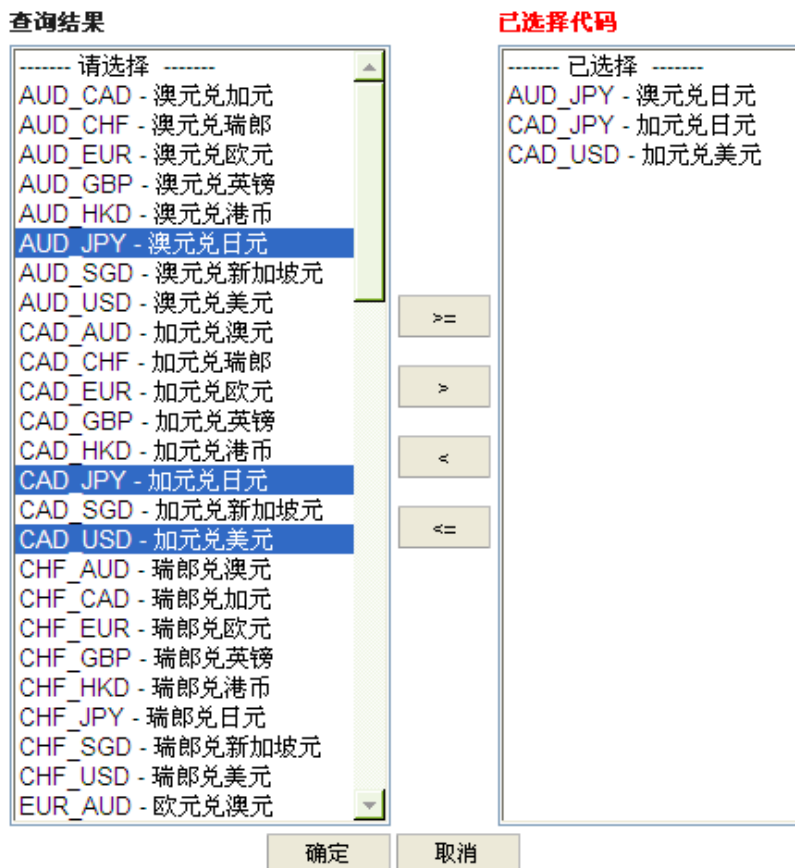 查询结果
------- 请选择 -------
AUD_CAD - 澳元兑加元
AUD_CHF - 澳元兑瑞郎
AUD_EUR - 澳元兑欧元
AUD_GBP - 澳元兑英镑
AUD_HKD - 澳元兑港币
AUD_JPY - 澳元兑日元
AUD_SGD - 澳元兑新加坡元
AUD_USD - 澳元兑美元
CAD_AUD - 加元兑澳元
CAD_CHF - 加元兑瑞郎
CAD_EUR - 加元兑欧元
CAD_GBP - 加元兑英镑
CAD_HKD - 加元兑港币
CAD_JPY - 加元兑日元
CAD_SGD - 加元兑新加坡元
CAD_USD - 加元兑美元
CHF_AUD - 瑞郎兑澳元
CHF_CAD - 瑞郎兑加元
CHF_EUR - 瑞郎兑欧元
CHF_GBP - 瑞郎兑英镑
CHF_HKD - 瑞郎兑港币
CHF_JPY - 瑞郎兑日元
CHF_SGD - 瑞郎兑新加坡元
CHF_USD - 瑞郎兑美元
EUR_AUD - 欧元兑澳元
>=
>
<
<=
已选择代码
------- 已选择 -------
AUD_JPY - 澳元兑日元
CAD_JPY - 加元兑日元
CAD_USD - 加元兑美元
确定
取消